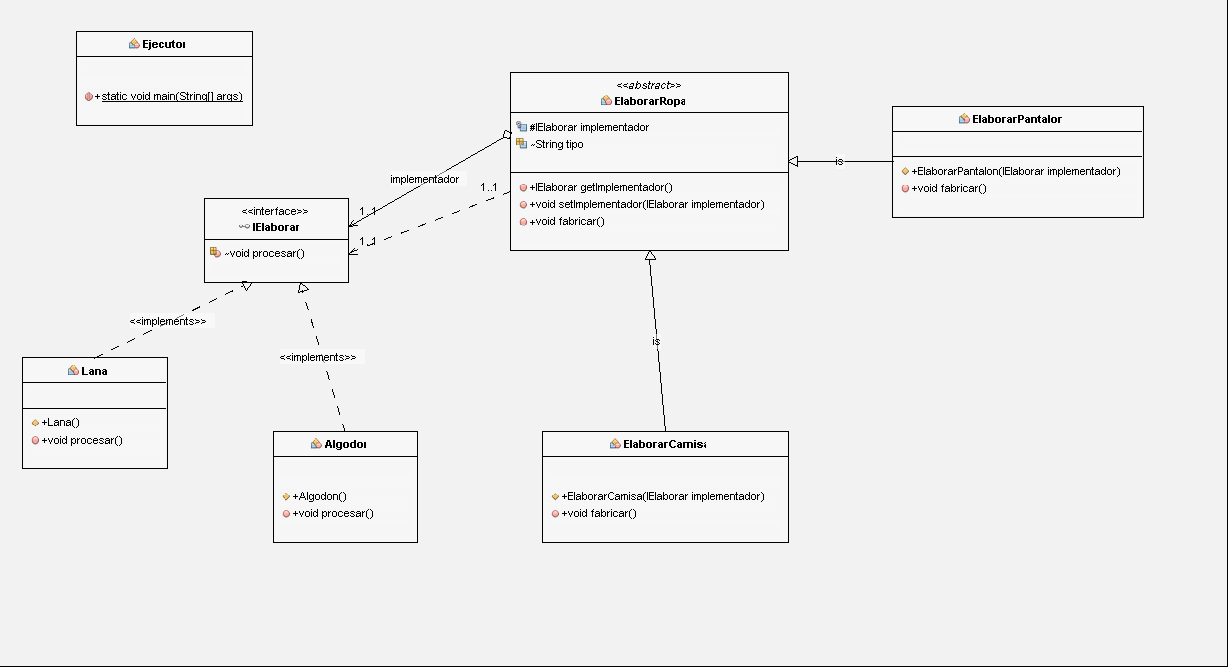 Ejecutor
+static void main(String[] args)
<<abstract>>
ElaborarRopa
#IElaborar implementador
~String tipo
+IElaborar getImplementador()
+void setImplementador(IElaborar implementador)
+void fabricar()
ElaborarPantalor
+ElaborarPantalon(IElaborar implementador)
+void fabricar()
is
implementador
1..1
1..1
1..1
<<interface>>
IElaborar
~void procesar()
<<implements>>
<<implements>>
is
Lana
+Lana()
+void procesar()
Algodor
+Algodon()
+void procesar()
ElaborarCamisa
+ElaborarCamisa(IElaborar implementador)
+void fabricar()